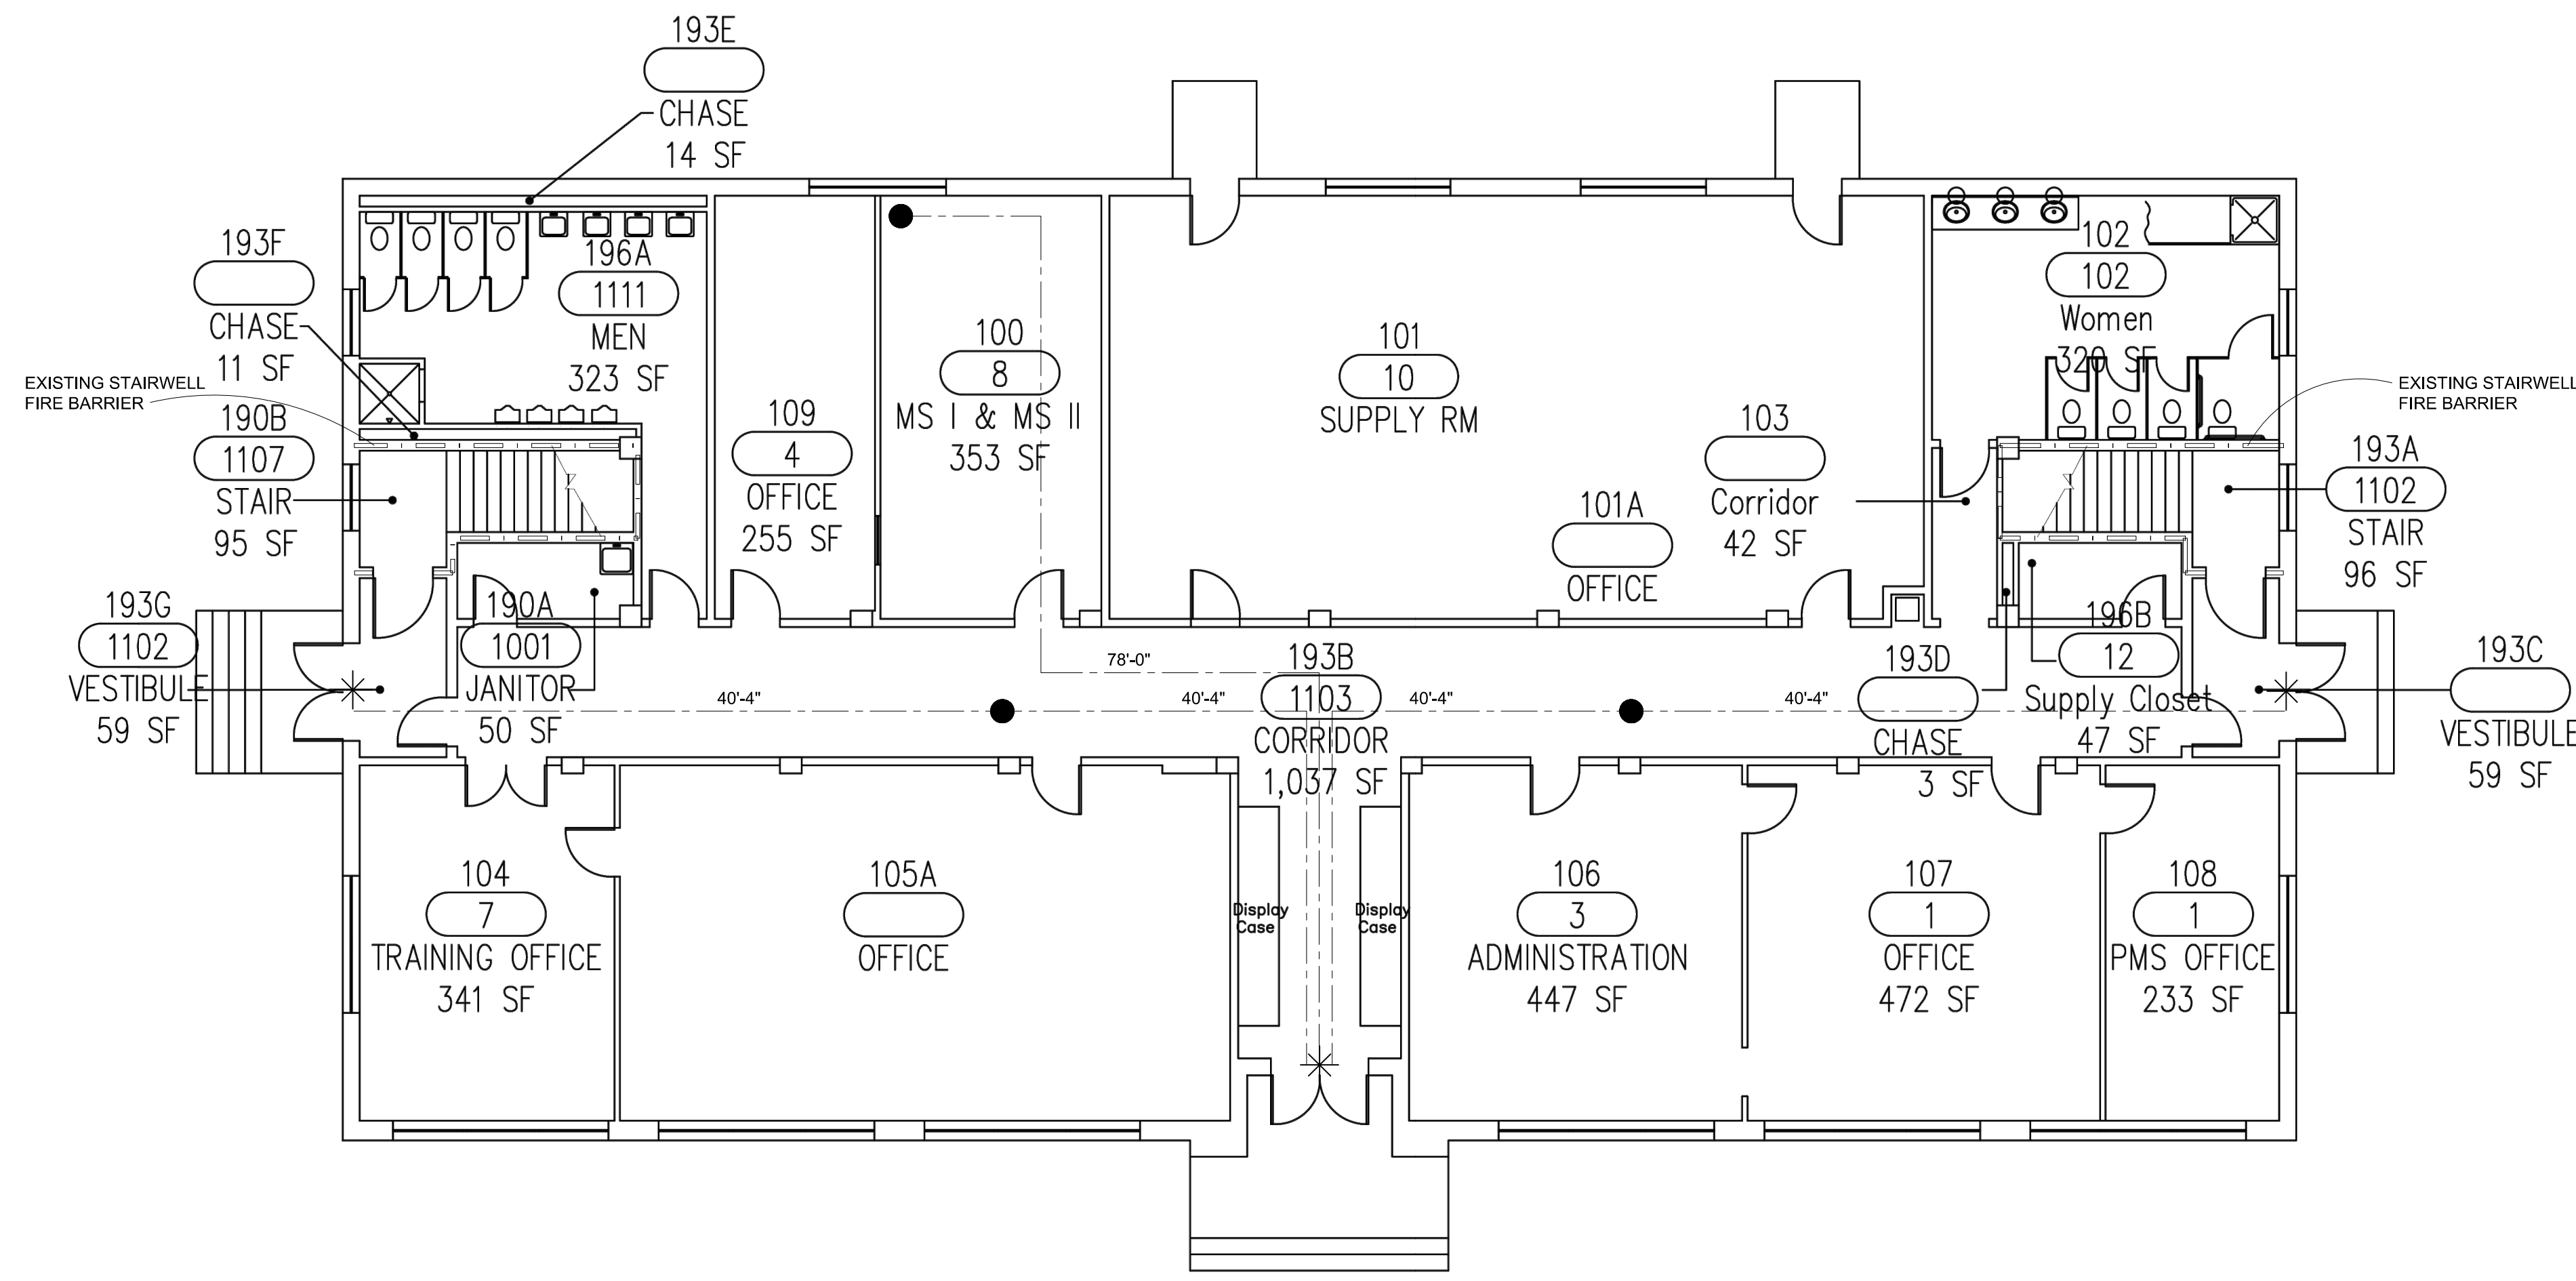 193E
CHASE
14 SF
193F
CHASE
11 SF
196A
1111
MEN
323 SF
102
102
Women
320 SF
EXISTING STAIRWELL
FIRE BARRIER
EXISTING STAIRWELL
FIRE BARRIER
190B
1107
STAIR
95 SF
109
4
OFFICE
255 SF
100
8
MS I & MS II
353 SF
101
10
SUPPLY RM
103
Corridor
42 SF
101A
OFFICE
193A
1102
STAIR
96 SF
193G
1102
VESTIBULE
59 SF
190A
1001
JANITOR
50 SF
78'-0"
40'-4"
40'-4"
193B
1103
CORRIDOR
1,037 SF
40'-4"
40'-4"
193D
CHASE
3 SF
196B
12
Supply Closet
47 SF
193C
VESTIBULE
59 SF
104
7
TRAINING OFFICE
341 SF
105A
OFFICE
Display
Case
Display
Case
106
3
ADMINISTRATION
447 SF
107
1
OFFICE
472 SF
108
1
PMS OFFICE
233 SF